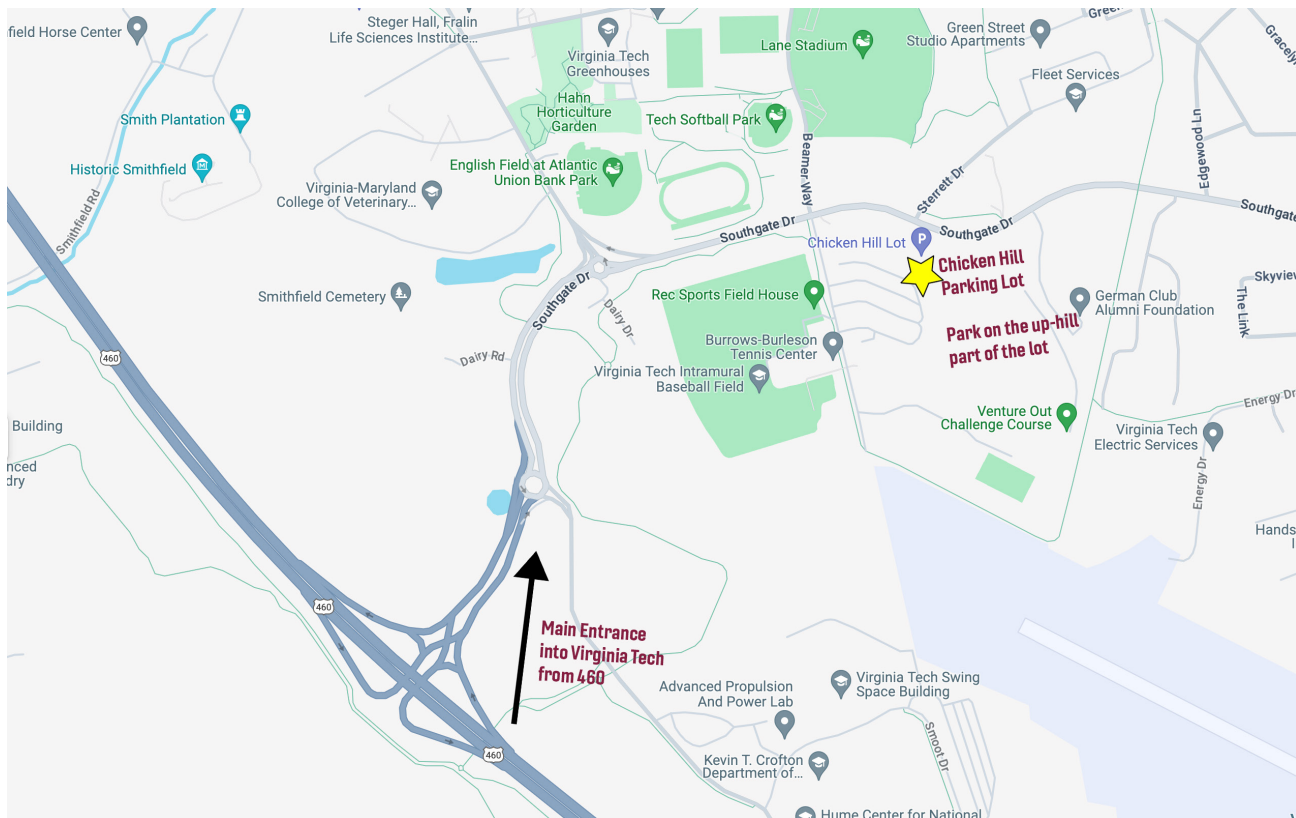 field Horse Center
Steger Hall, Fralin
Life Sciences Institute...
Virginia Tech
Greenhouses
Lane Stadium
Green Street
Studio Apartments
Gree
Gracely
Fleet Services
Smith Plantation
Hahn
Horticulture
Garden
Tech Softball Park
Historic Smithfield
English Field at Atlantic
Union Bank Park
Virginia-Maryland
College of Veterinary...
Smithfield Rd
Beamer Way
Sterrett Dr
Edgewood Ln
Southgate Dr
Southgate Dr
Southgate
Chicken Hill Lot
P
Chicken Hill
Parking Lot
Park on the up-hill
part of the lot
Skyview
The Link
German Club
Alumni Foundation
Smithfield Cemetery
Southgate Dr
Dairy Dr
Dairy Rd
Rec Sports Field House
Burrows-Burleson
Tennis Center
Virginia Tech Intramural
Baseball Field
460
Venture Out
Challenge Course
Energy Dr
Virginia Tech
Electric Services
Energy Dr
Building
nced
dry
Hands
460
Main Entrance
into Virginia Tech
from 460
460
Advanced Propulsion
And Power Lab
Virginia Tech Swing
Space Building
Smoot Dr
Kevin T. Crofton
Department of...
Hume Center for National